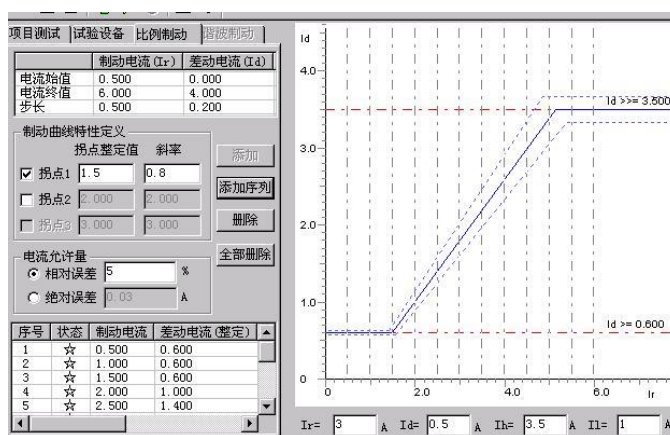 项目测试 试验设备 比例制动 谐波制动
制动电流(Ir) 差动电流(Id)
电流始值 0.500 0.000
电流终值 6.000 4.000
步长 0.500 0.200
制动曲线特性定义
拐点整定值 斜率
拐点1 1.5 0.8
拐点2 2.000 2.000
拐点3 3.000 3.000
添加
添加序列
删除
全部删除
电流允许量
相对误差 5 %
绝对误差 0.03 A
序号 状态 制动电流 差动电流(整定)
1 ☆ 0.500 0.600
2 ☆ 1.000 0.600
3 ☆ 1.500 0.600
4 ☆ 2.000 1.000
5 ☆ 2.500 1.400
Id
4.0
Id >>= 3.500
3.0
2.0
1.0
Id >= 0.600
0
0.0 2.0 4.0 6.0 Ir
Ir= 3 A Id= 0.5 A Ih= 3.5 A Il= 1 A